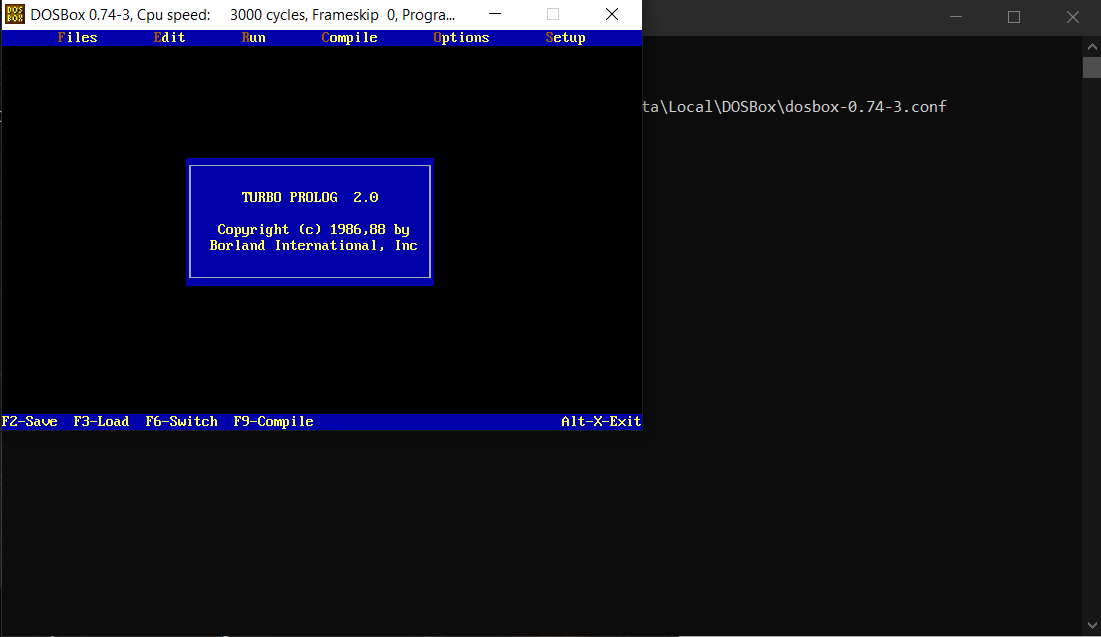 DOSBox 0.74-3, Cpu speed: 3000 cycles, Frameskip 0, Progra...
Files Edit Run Compile Options Setup
ta\Local\DOSBox\dosbox-0.74-3.conf
TURBO PROLOG 2.0
Copyright (c) 1986,88 by
Borland International, Inc
F2-Save F3-Load F6-Switch F9-Compile Alt-X-Exit